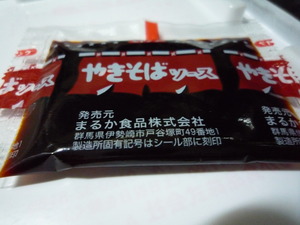 やきそばソース
発売元
まるか食品株式会社
群馬県伊勢崎市戸谷塚町49番地1
製造所固有記号はシール部に刻印